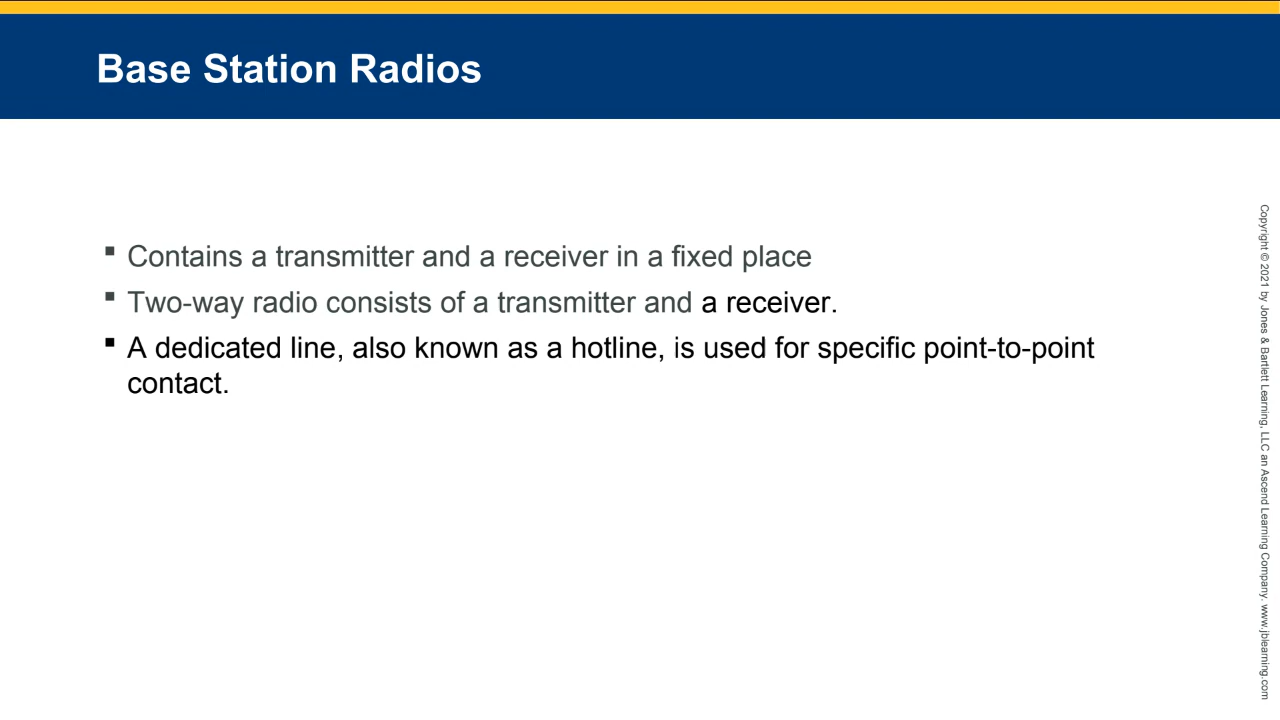 Base Station Radios
▪ Contains a transmitter and a receiver in a fixed place
▪ Two-way radio consists of a transmitter and a receiver.
▪ A dedicated line, also known as a hotline, is used for specific point-to-point
contact.
Copyright © 2021 by Jones & Bartlett Learning, LLC an Ascend Learning Company. www.jblearning.com